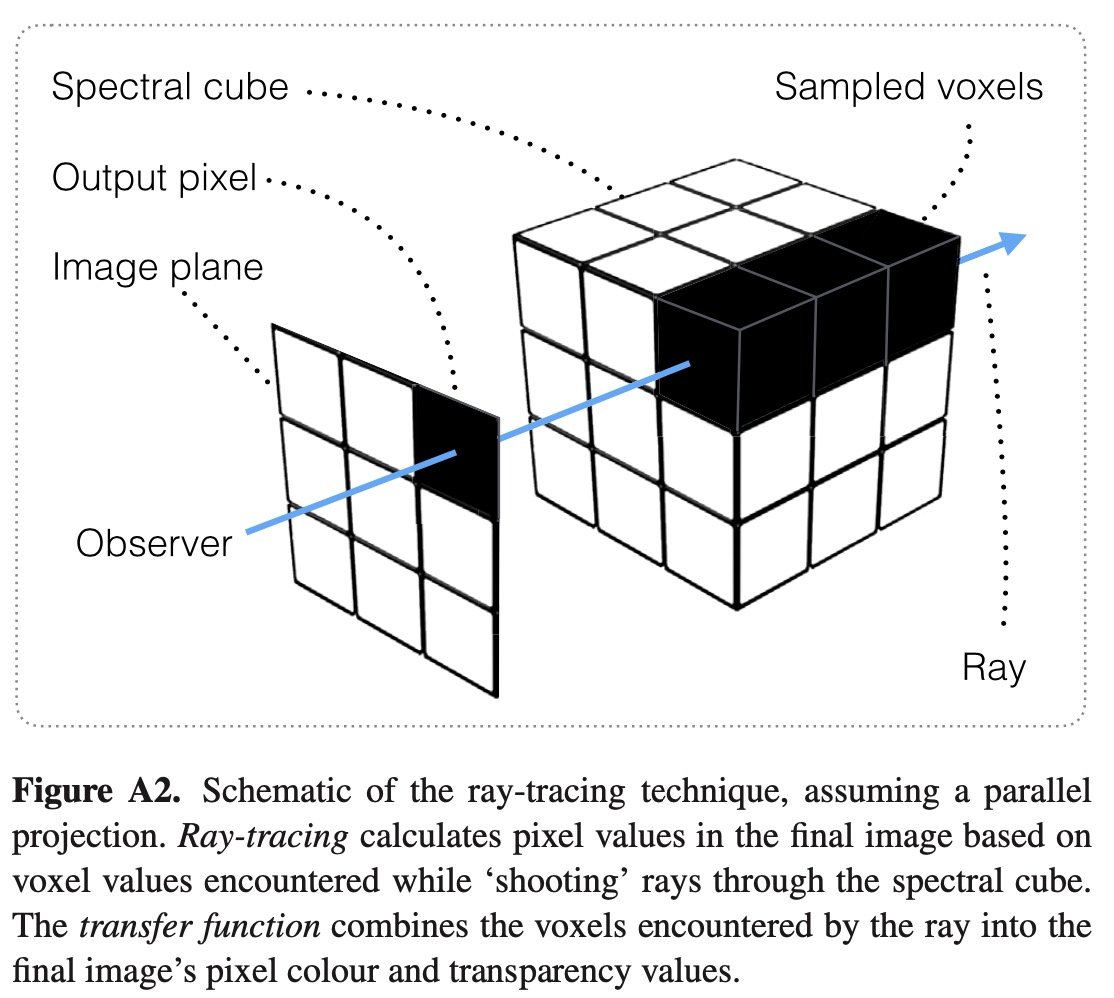 Spectral cube
Sampled voxels
Output pixel
Image plane
Observer
Ray
Figure A2. Schematic of the ray-tracing technique, assuming a parallel
projection. Ray-tracing calculates pixel values in the final image based on
voxel values encountered while ‘shooting’ rays through the spectral cube.
The transfer function combines the voxels encountered by the ray into the
final image’s pixel colour and transparency values.